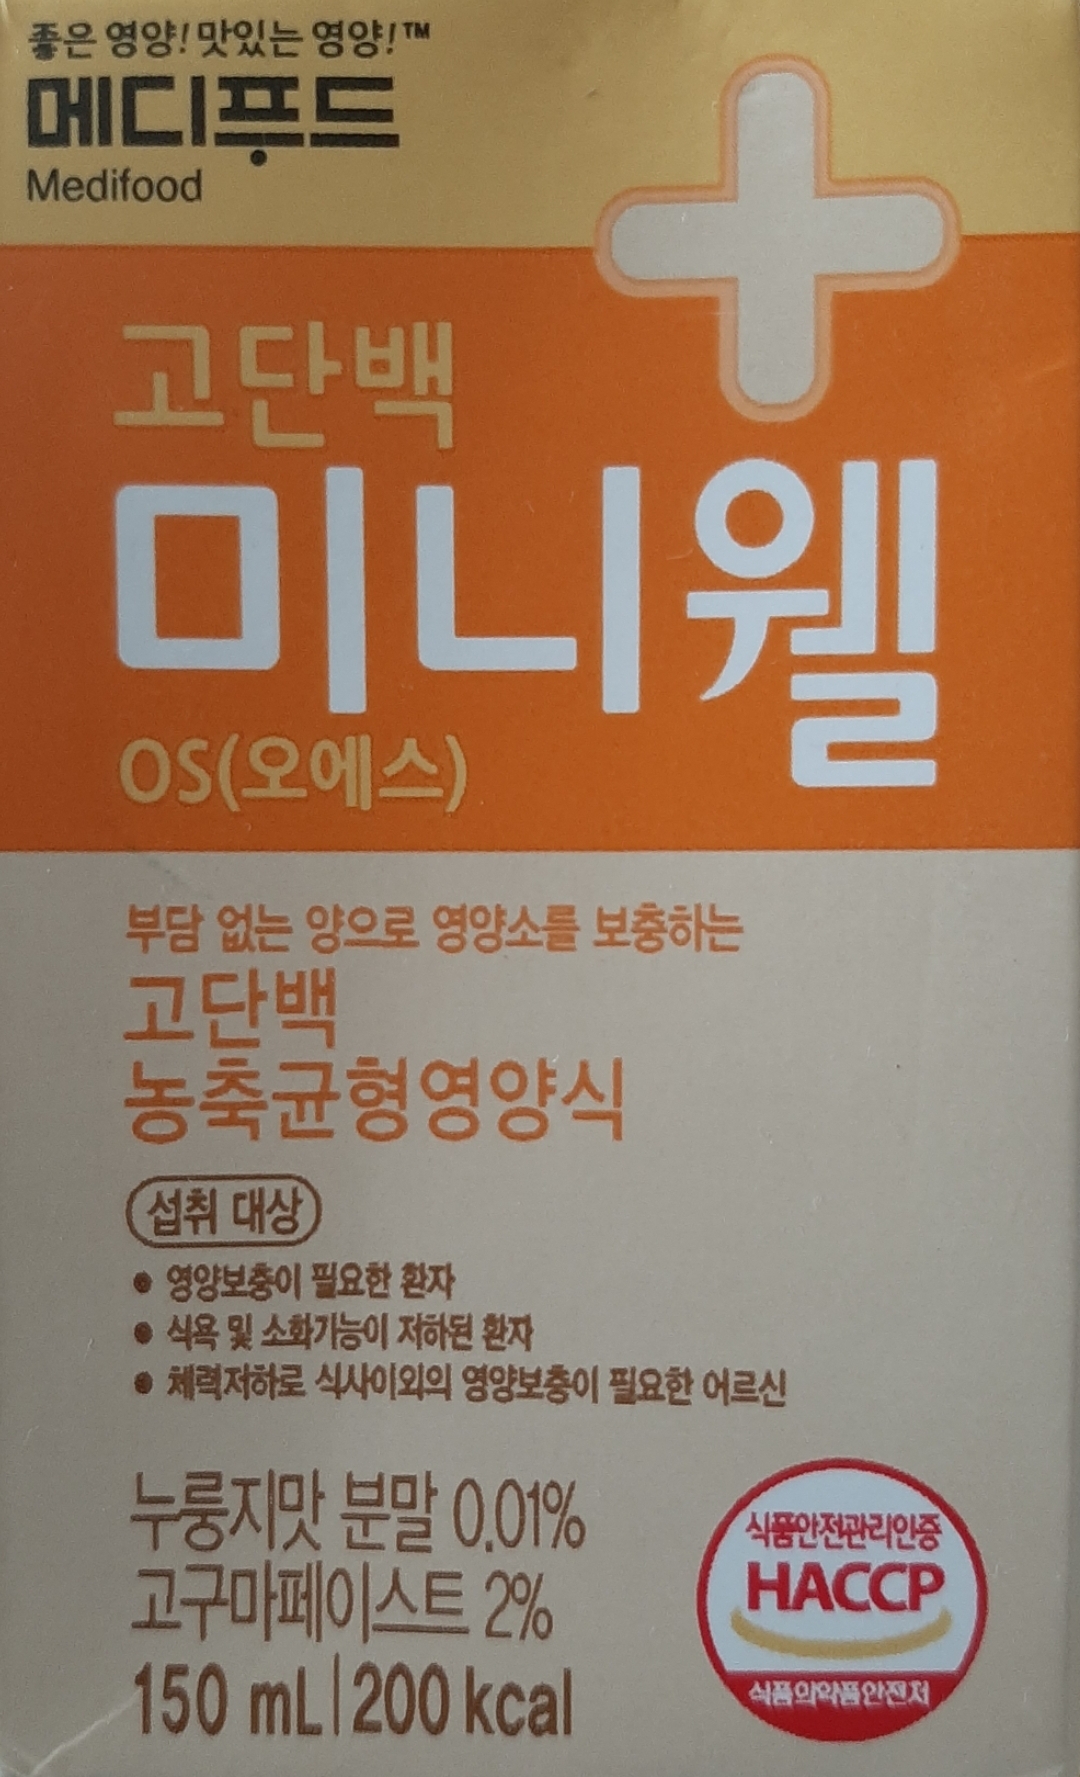 좋은 영양! 맛있는 영양!™
메디푸드
Medifood
고단백
미니웰
OS(오에스)
부담 없는 양으로 영양소를 보충하는
고단백
농축균형영양식
섭취 대상
• 영양보충이 필요한 환자
• 식욕 및 소화기능이 저하된 환자
• 체력저하로 식사이외의 영양보충이 필요한 어르신
누룽지맛 분말 0.01%
고구마페이스트 2%
150 mL|200 kcal
식품안전관리인증
HACCP
식품의약품안전처